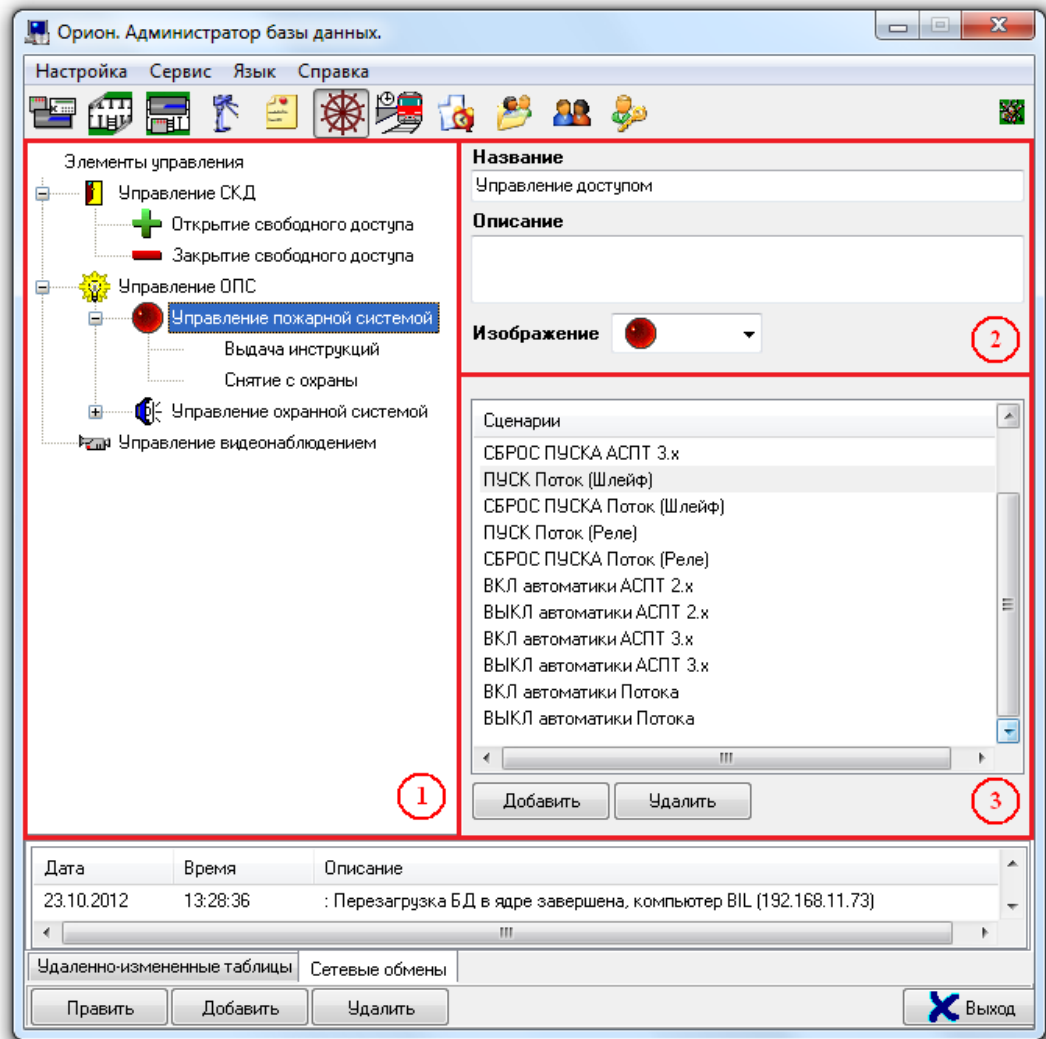 Орион. Администратор базы данных.
Настройка Сервис Язык Справка
Элементы управления
Управление СКД
Открытие свободного доступа
Закрытие свободного доступа
Управление ОПС
Управление пожарной системой
Выдача инструкций
Снятие с охраны
Управление охранной системой
Управление видеонаблюдением
1
Название
Управление доступом
Описание
Изображение
2
Сценарии
СБРОС ПУСКА АСПТ 3.х
ПУСК Поток (Шлейф)
СБРОС ПУСКА Поток (Шлейф)
ПУСК Поток (Реле)
СБРОС ПУСКА Поток (Реле)
ВКЛ автоматики АСПТ 2.х
ВЫКЛ автоматики АСПТ 2.х
ВКЛ автоматики АСПТ 3.х
ВЫКЛ автоматики АСПТ 3.х
ВКЛ автоматики Потока
ВЫКЛ автоматики Потока
Добавить Удалить
3
Дата Время Описание
23.10.2012 13:28:36 : Перезагрузка БД в ядре завершена, компьютер BIL (192.168.11.73)
Удаленно-измененные таблицы Сетевые обмены
Править Добавить Удалить Выход